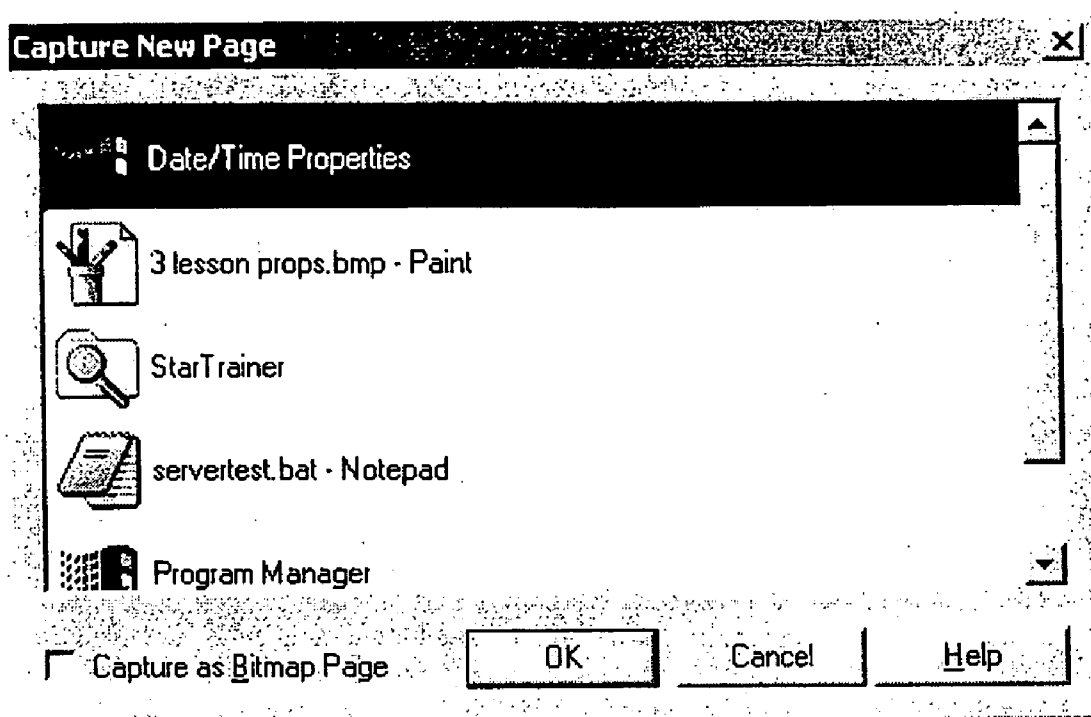 Capture New Page
Date/Time Properties
3 lesson props.bmp - Paint
StarTrainer
servertest.bat - Notepad
Program Manager
Capture as Bitmap Page
OK
Cancel
Help